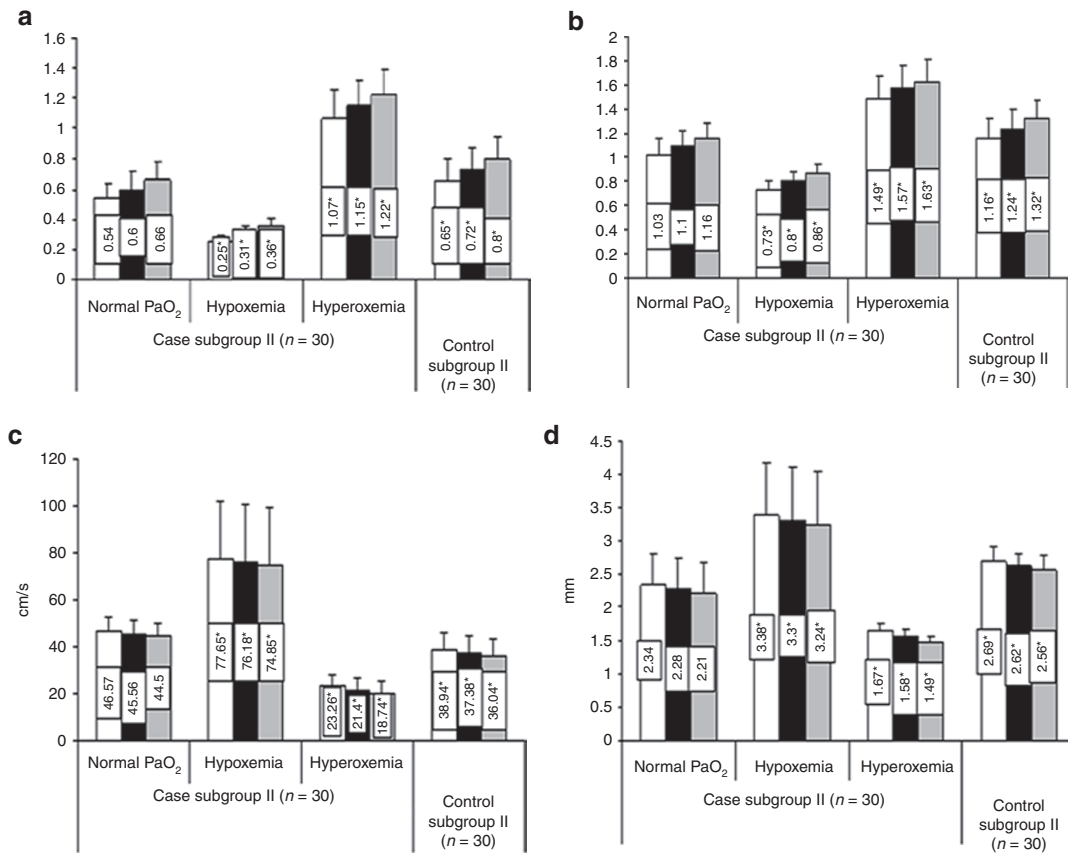 a
1.6
1.4
1.2
1
0.8
0.6
0.4
0.2
0
0.54
0.6
0.66
0.25*
0.31*
0.36*
1.07*
1.15*
1.22*
0.65*
0.72*
0.8*
Normal PaO₂
Hypoxemia
Hyperoxemia
Case subgroup II (n = 30)
Control
subgroup II
(n = 30)
b
2
1.8
1.6
1.4
1.2
1
0.8
0.6
0.4
0.2
0
1.03
1.1
1.16
0.73*
0.8*
0.86*
1.49*
1.57*
1.63*
1.16*
1.24*
1.32*
Normal PaO₂
Hypoxemia
Hyperoxemia
Case subgroup II (n = 30)
Control
subgroup II
(n = 30)
c
120
100
80
60
40
20
0
cm/s
46.57
45.56
44.5
77.65*
76.18*
74.85*
23.26*
21.4*
18.74*
38.94*
37.38*
36.04*
Normal PaO₂
Hypoxemia
Hyperoxemia
Case subgroup II (n = 30)
Control
subgroup II
(n = 30)
d
4.5
4
3.5
3
2.5
2
1.5
1
0.5
0
mm
2.34
2.28
2.21
3.38*
3.3*
3.24*
1.67*
1.58*
1.49*
2.69*
2.62*
2.56*
Normal PaO₂
Hypoxemia
Hyperoxemia
Case subgroup II (n = 30)
Control
subgroup II
(n = 30)